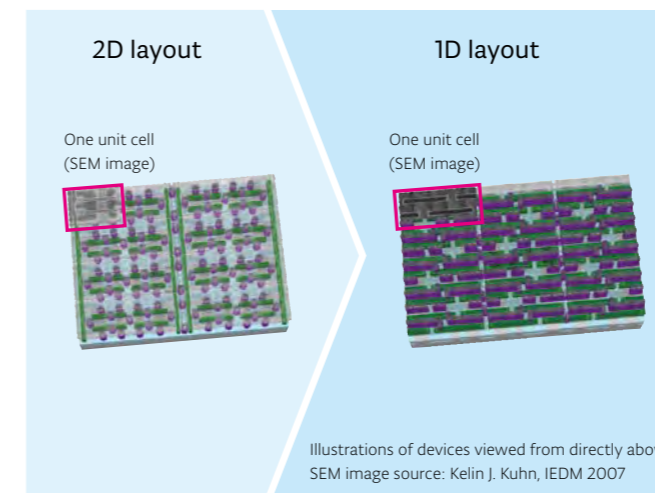 2D layout
1D layout
One unit cell
(SEM image)
One unit cell
(SEM image)
Illustrations of devices viewed from directly
SEM image source: Kelin J. Kuhn, IEDM 2007